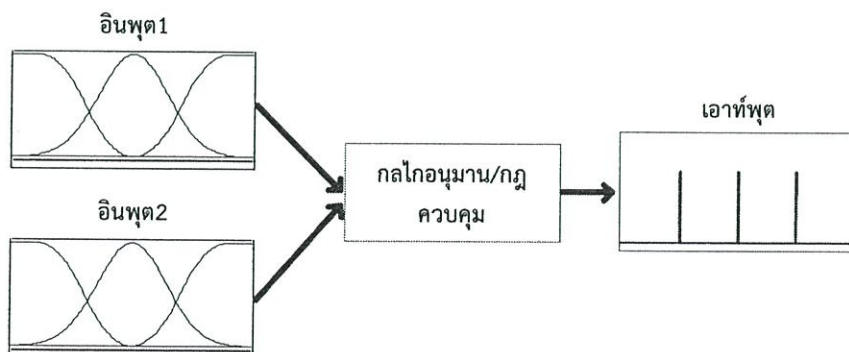 อินพุต1
เอาท์พุต
กลไกอนุมาน/กฎ
ควบคุม
อินพุต2